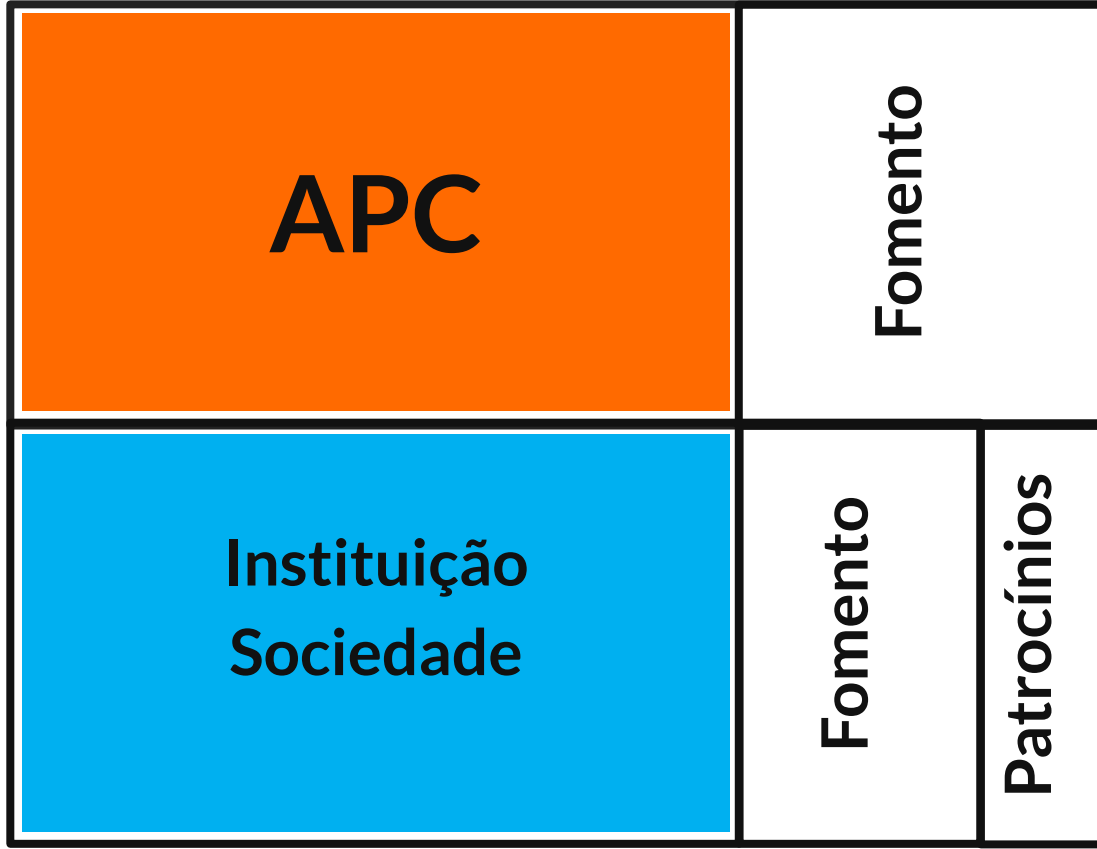 APC
Fomento
Instituição
Sociedade
Fomento
Patrocínios